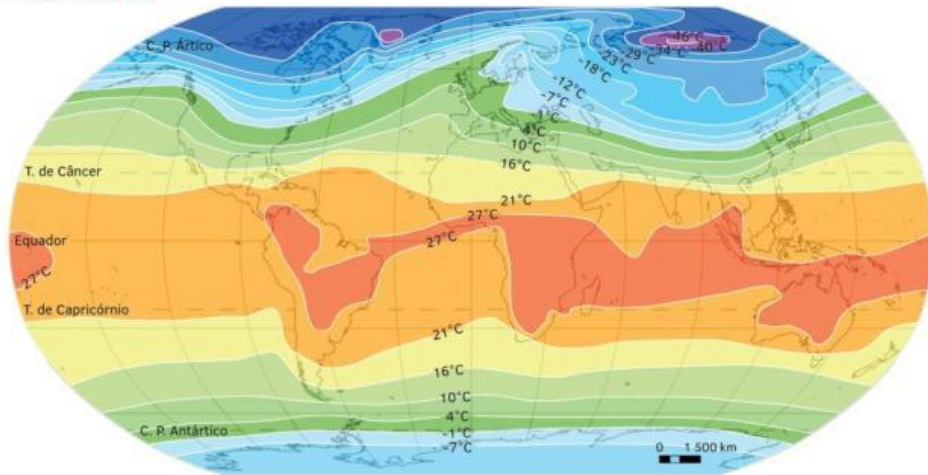 C. P. Ártico
-46°C
-40°C
-34°C
-29°C
-23°C
-18°C
-12°C
-7°C
-1°C
4°C
10°C
16°C
T. de Câncer
21°C
27°C
Equador
27°C
27°C
T. de Capricórnio
21°C
16°C
10°C
4°C
C. P. Antártico
-1°C
-7°C
0 1 500 km